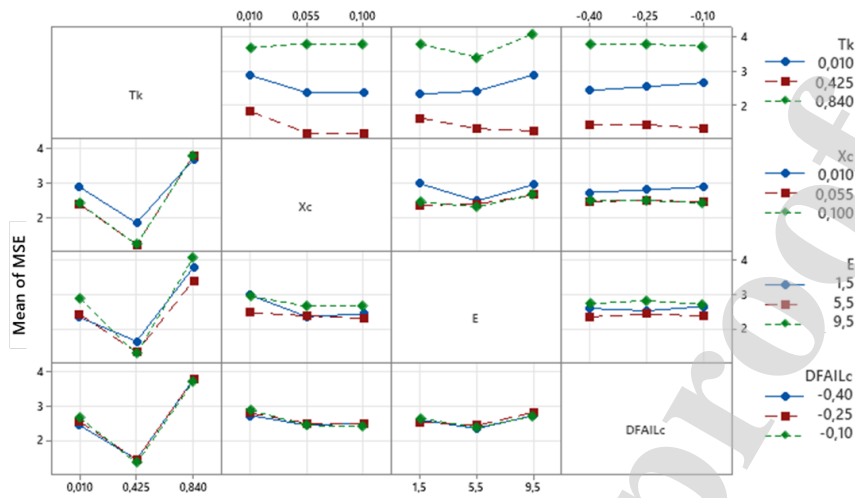 0,010 0,055 0,100 -0,40 -0,25 -0,10
Tk
4
3
2
Tk
0,010
0,425
0,840
4
3
2
Xc
Xc
0,010
0,055
0,100
Mean of MSE
E
4
3
2
E
1,5
5,5
9,5
4
3
2
DFAILc
DFAILc
-0,40
-0,25
-0,10
0,010 0,425 0,840 1,5 5,5 9,5
proof